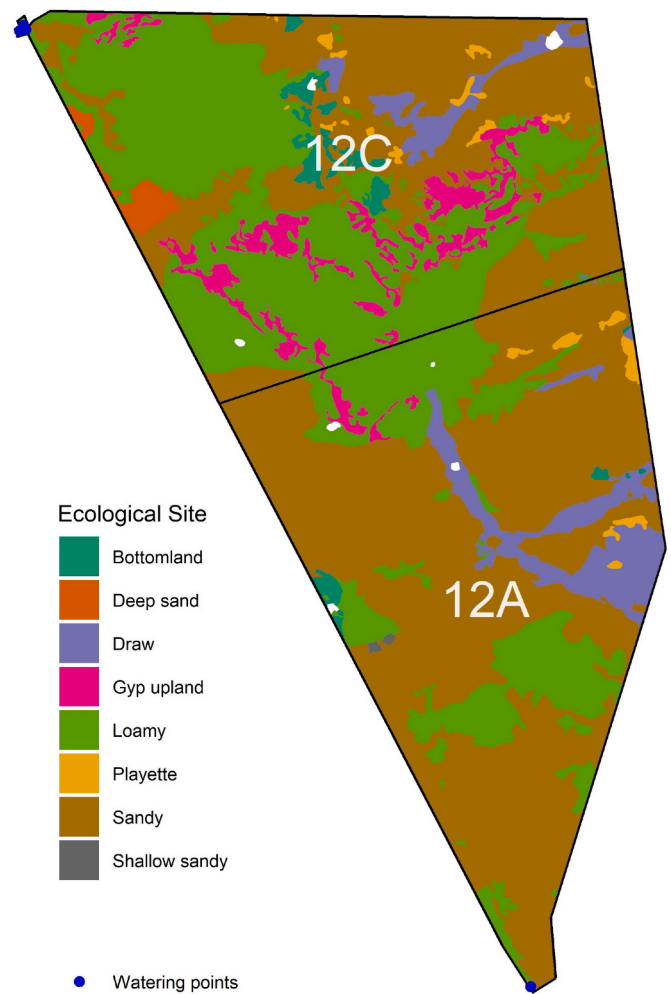 12C
12A
Ecological Site
Bottomland
Deep sand
Draw
Gyp upland
Loamy
Playette
Sandy
Shallow sandy
Watering points